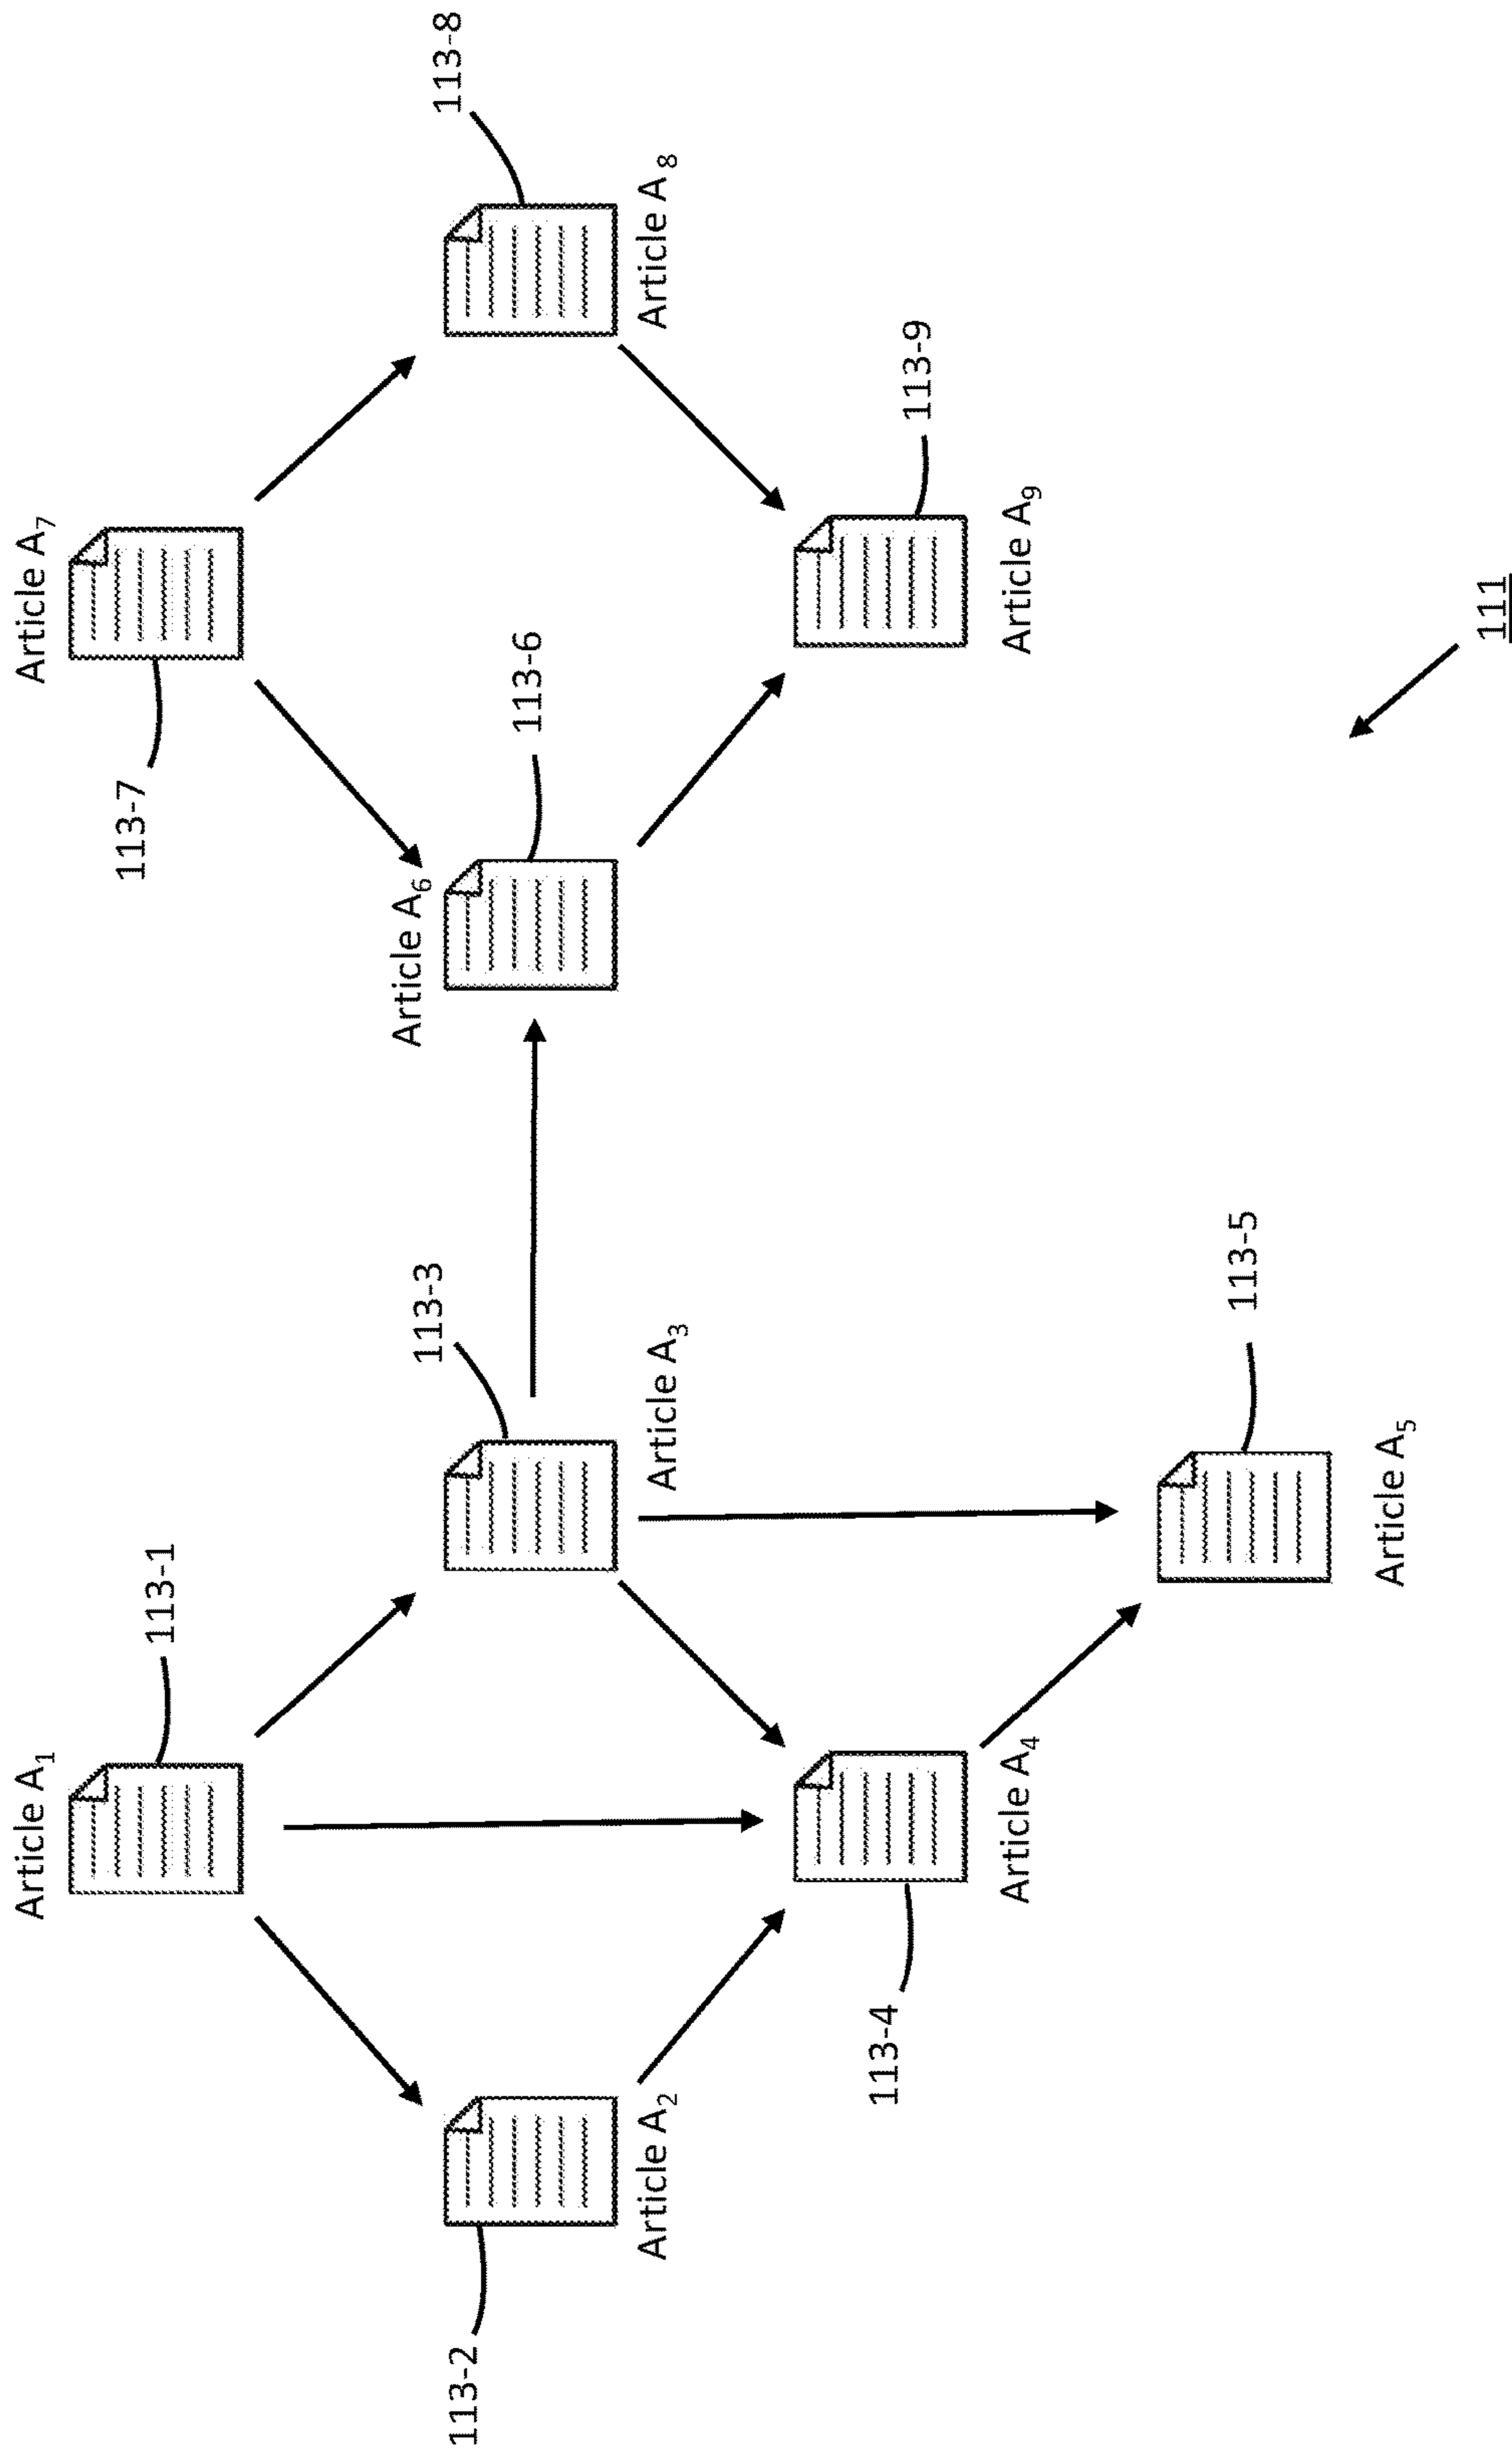 Article A₁
113-1
Article A₇
113-7
113-2
Article A₂
113-3
Article A₃
Article A₆
113-6
113-8
Article A₈
113-4
Article A₄
113-9
Article A₉
113-5
Article A₅
111